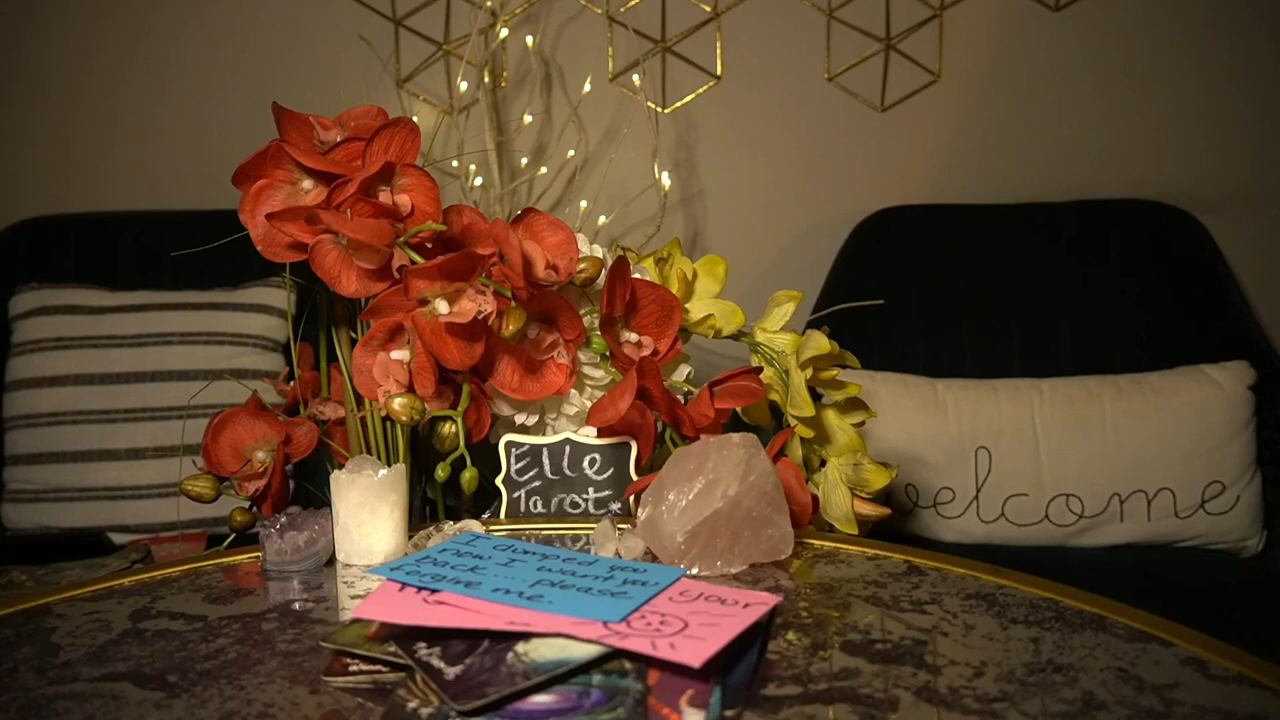 Elle
Tarot
welcome
I dumped you
now I want you
back... please
forgive me.
your